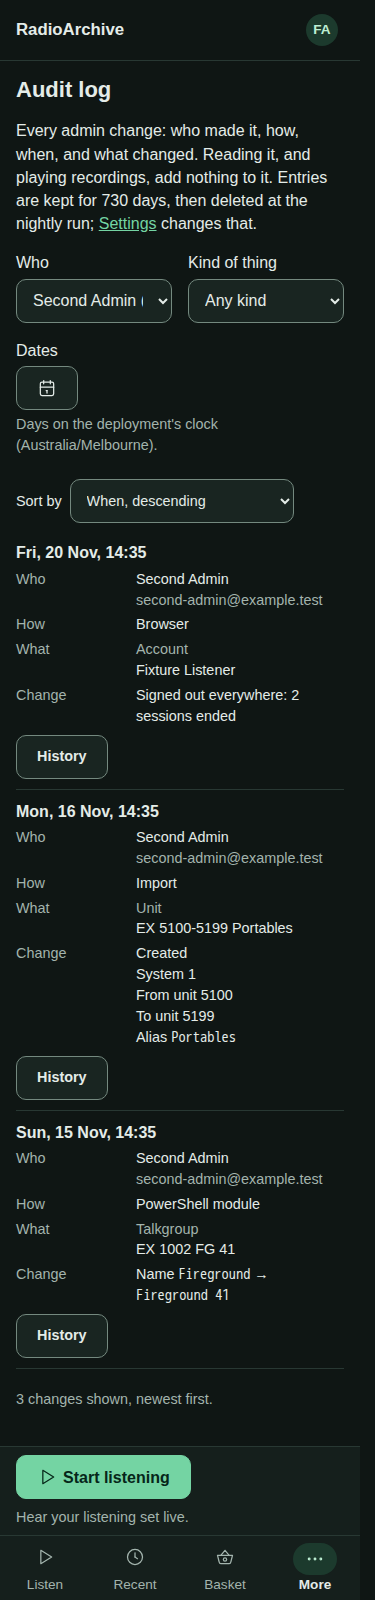 RadioArchive
FA
Audit log
Every admin change: who made it, how,
when, and what changed. Reading it, and
playing recordings, add nothing to it. Entries
are kept for 730 days, then deleted at the
nightly run; Settings changes that.
Who
Kind of thing
Second Admin (
Any kind
Dates
Days on the deployment's clock
(Australia/Melbourne).
Sort by
When, descending
Fri, 20 Nov, 14:35
Who
Second Admin
second-admin@example.test
How
Browser
What
Account
Fixture Listener
Change
Signed out everywhere: 2
sessions ended
History
Mon, 16 Nov, 14:35
Who
Second Admin
second-admin@example.test
How
Import
What
Unit
EX 5100-5199 Portables
Change
Created
System 1
From unit 5100
To unit 5199
Alias Portables
History
Sun, 15 Nov, 14:35
Who
Second Admin
second-admin@example.test
How
PowerShell module
What
Talkgroup
EX 1002 FG 41
Change
Name Fireground →
Fireground 41
History
3 changes shown, newest first.
Start listening
Hear your listening set live.
Listen
Recent
Basket
More